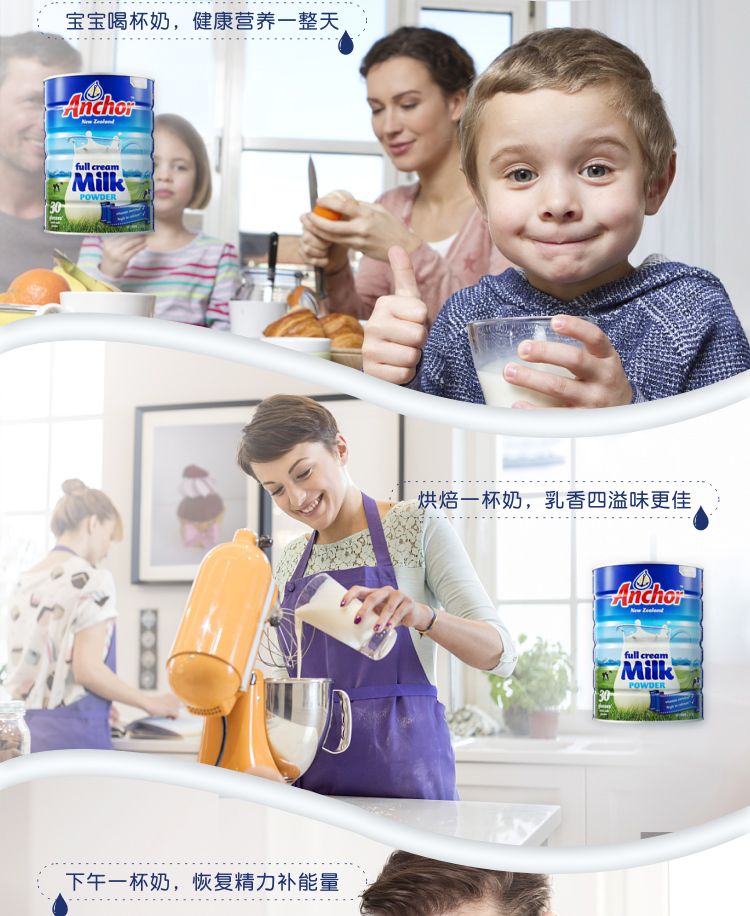 宝宝喝杯奶，健康营养一整天
Anchor
New Zealand
full cream
Milk
POWDER
30
烘焙一杯奶，乳香四溢味更佳
Anchor
New Zealand
full cream
Milk
POWDER
30
下午一杯奶，恢复精力补能量